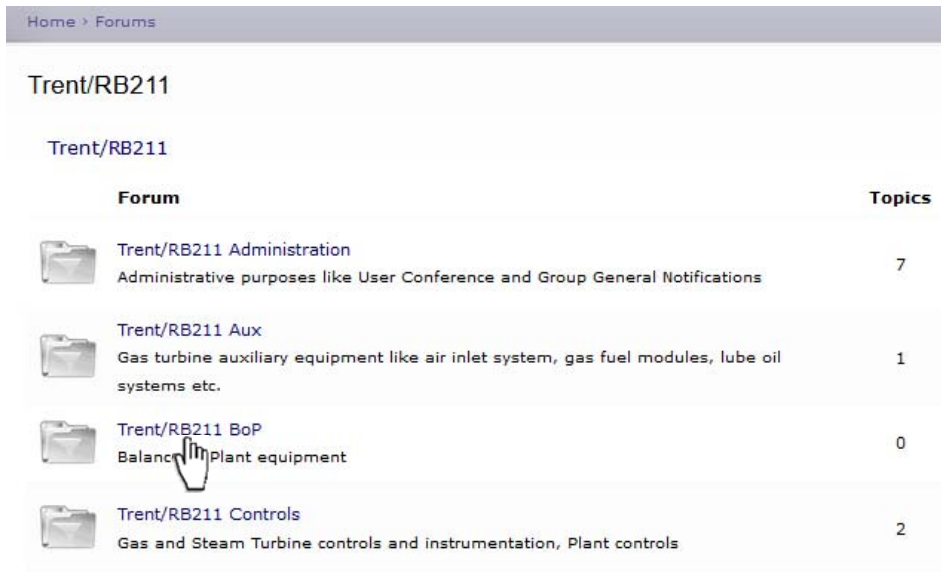 Home › Forums
Trent/RB211
Trent/RB211
Forum Topics
Trent/RB211 Administration
Administrative purposes like User Conference and Group General Notifications 7
Trent/RB211 Aux
Gas turbine auxiliary equipment like air inlet system, gas fuel modules, lube oil 1
systems etc.
Trent/RB211 BoP
Plant equipment 0
Trent/RB211 Controls
Gas and Steam Turbine controls and instrumentation, Plant controls 2